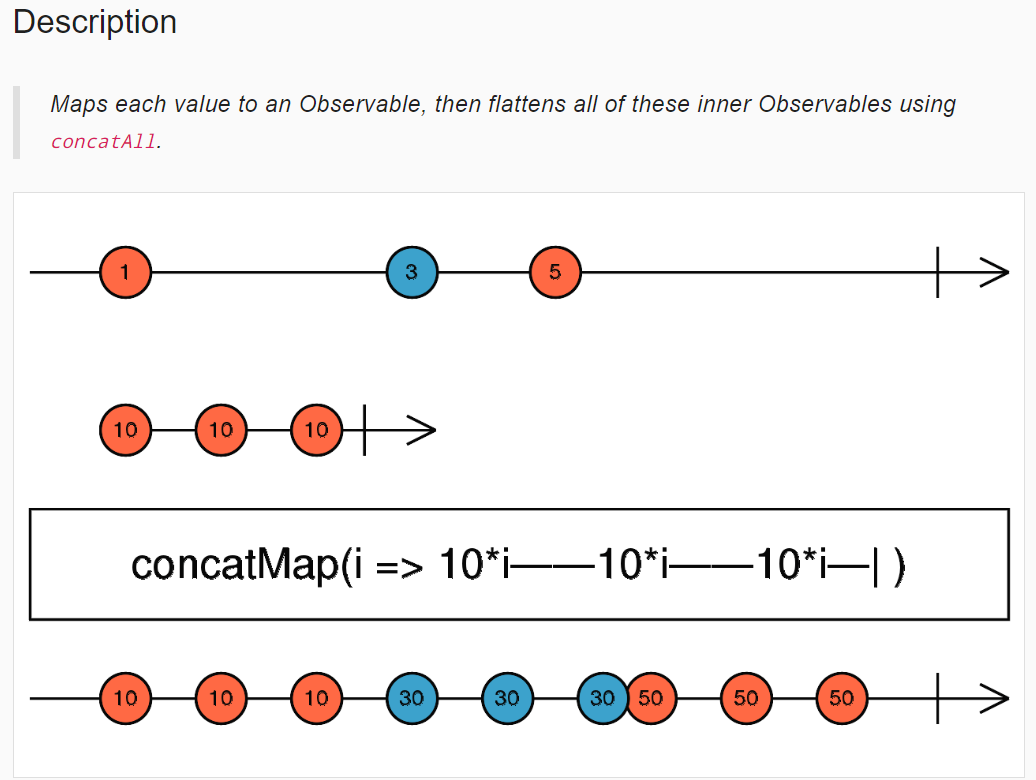 Description
Maps each value to an Observable, then flattens all of these inner Observables using
concatAll.
1 3 5
10 10 10
concatMap(i => 10*i——10*i——10*i—| )
10 10 10 30 30 30 50 50 50